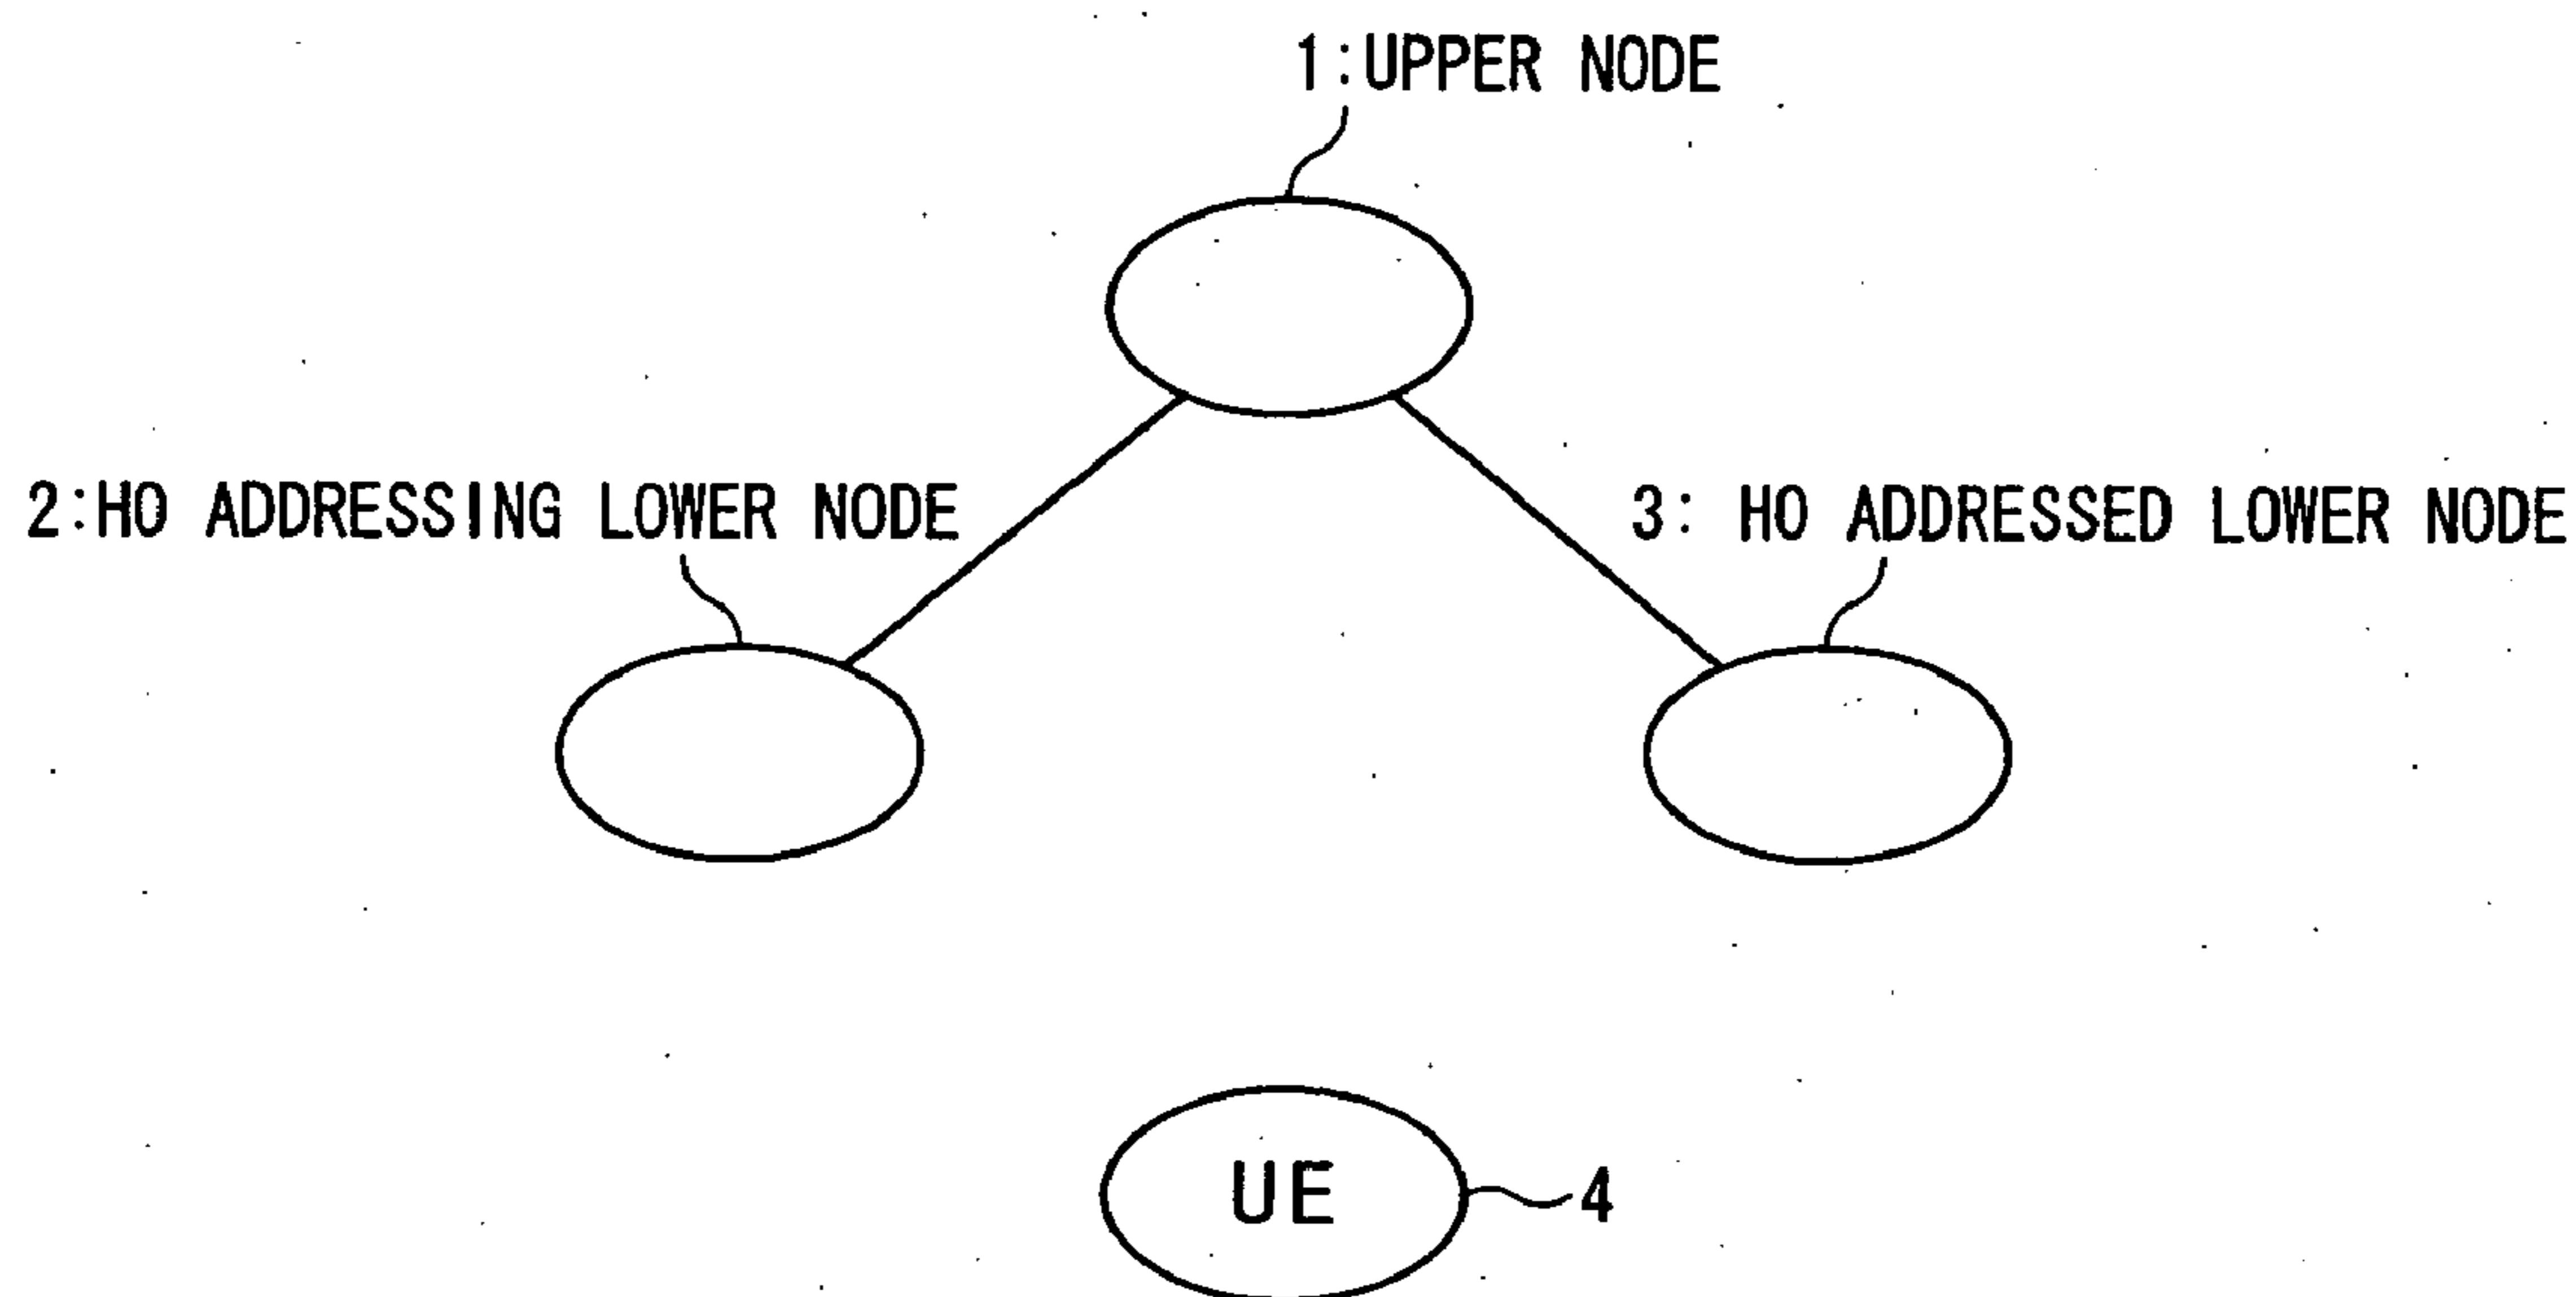 1:UPPER NODE
2:HO ADDRESSING LOWER NODE
3: HO ADDRESSED LOWER NODE
UE
4